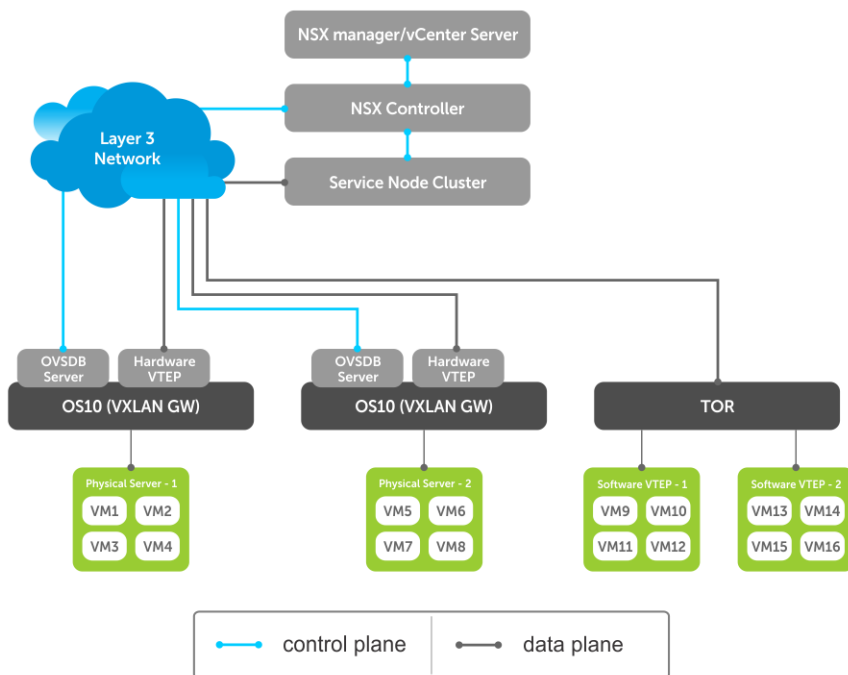 NSX manager/vCenter Server
NSX Controller
Layer 3
Network
Service Node Cluster
OVSDB
Server
Hardware
VTEP
OVSDB
Server
Hardware
VTEP
OS10 (VXLAN GW)
OS10 (VXLAN GW)
TOR
Physical Server - 1
VM1 VM2
VM3 VM4
Physical Server - 2
VM5 VM6
VM7 VM8
Software VTEP - 1
VM9 VM10
VM11 VM12
Software VTEP - 2
VM13 VM14
VM15 VM16
control plane
data plane